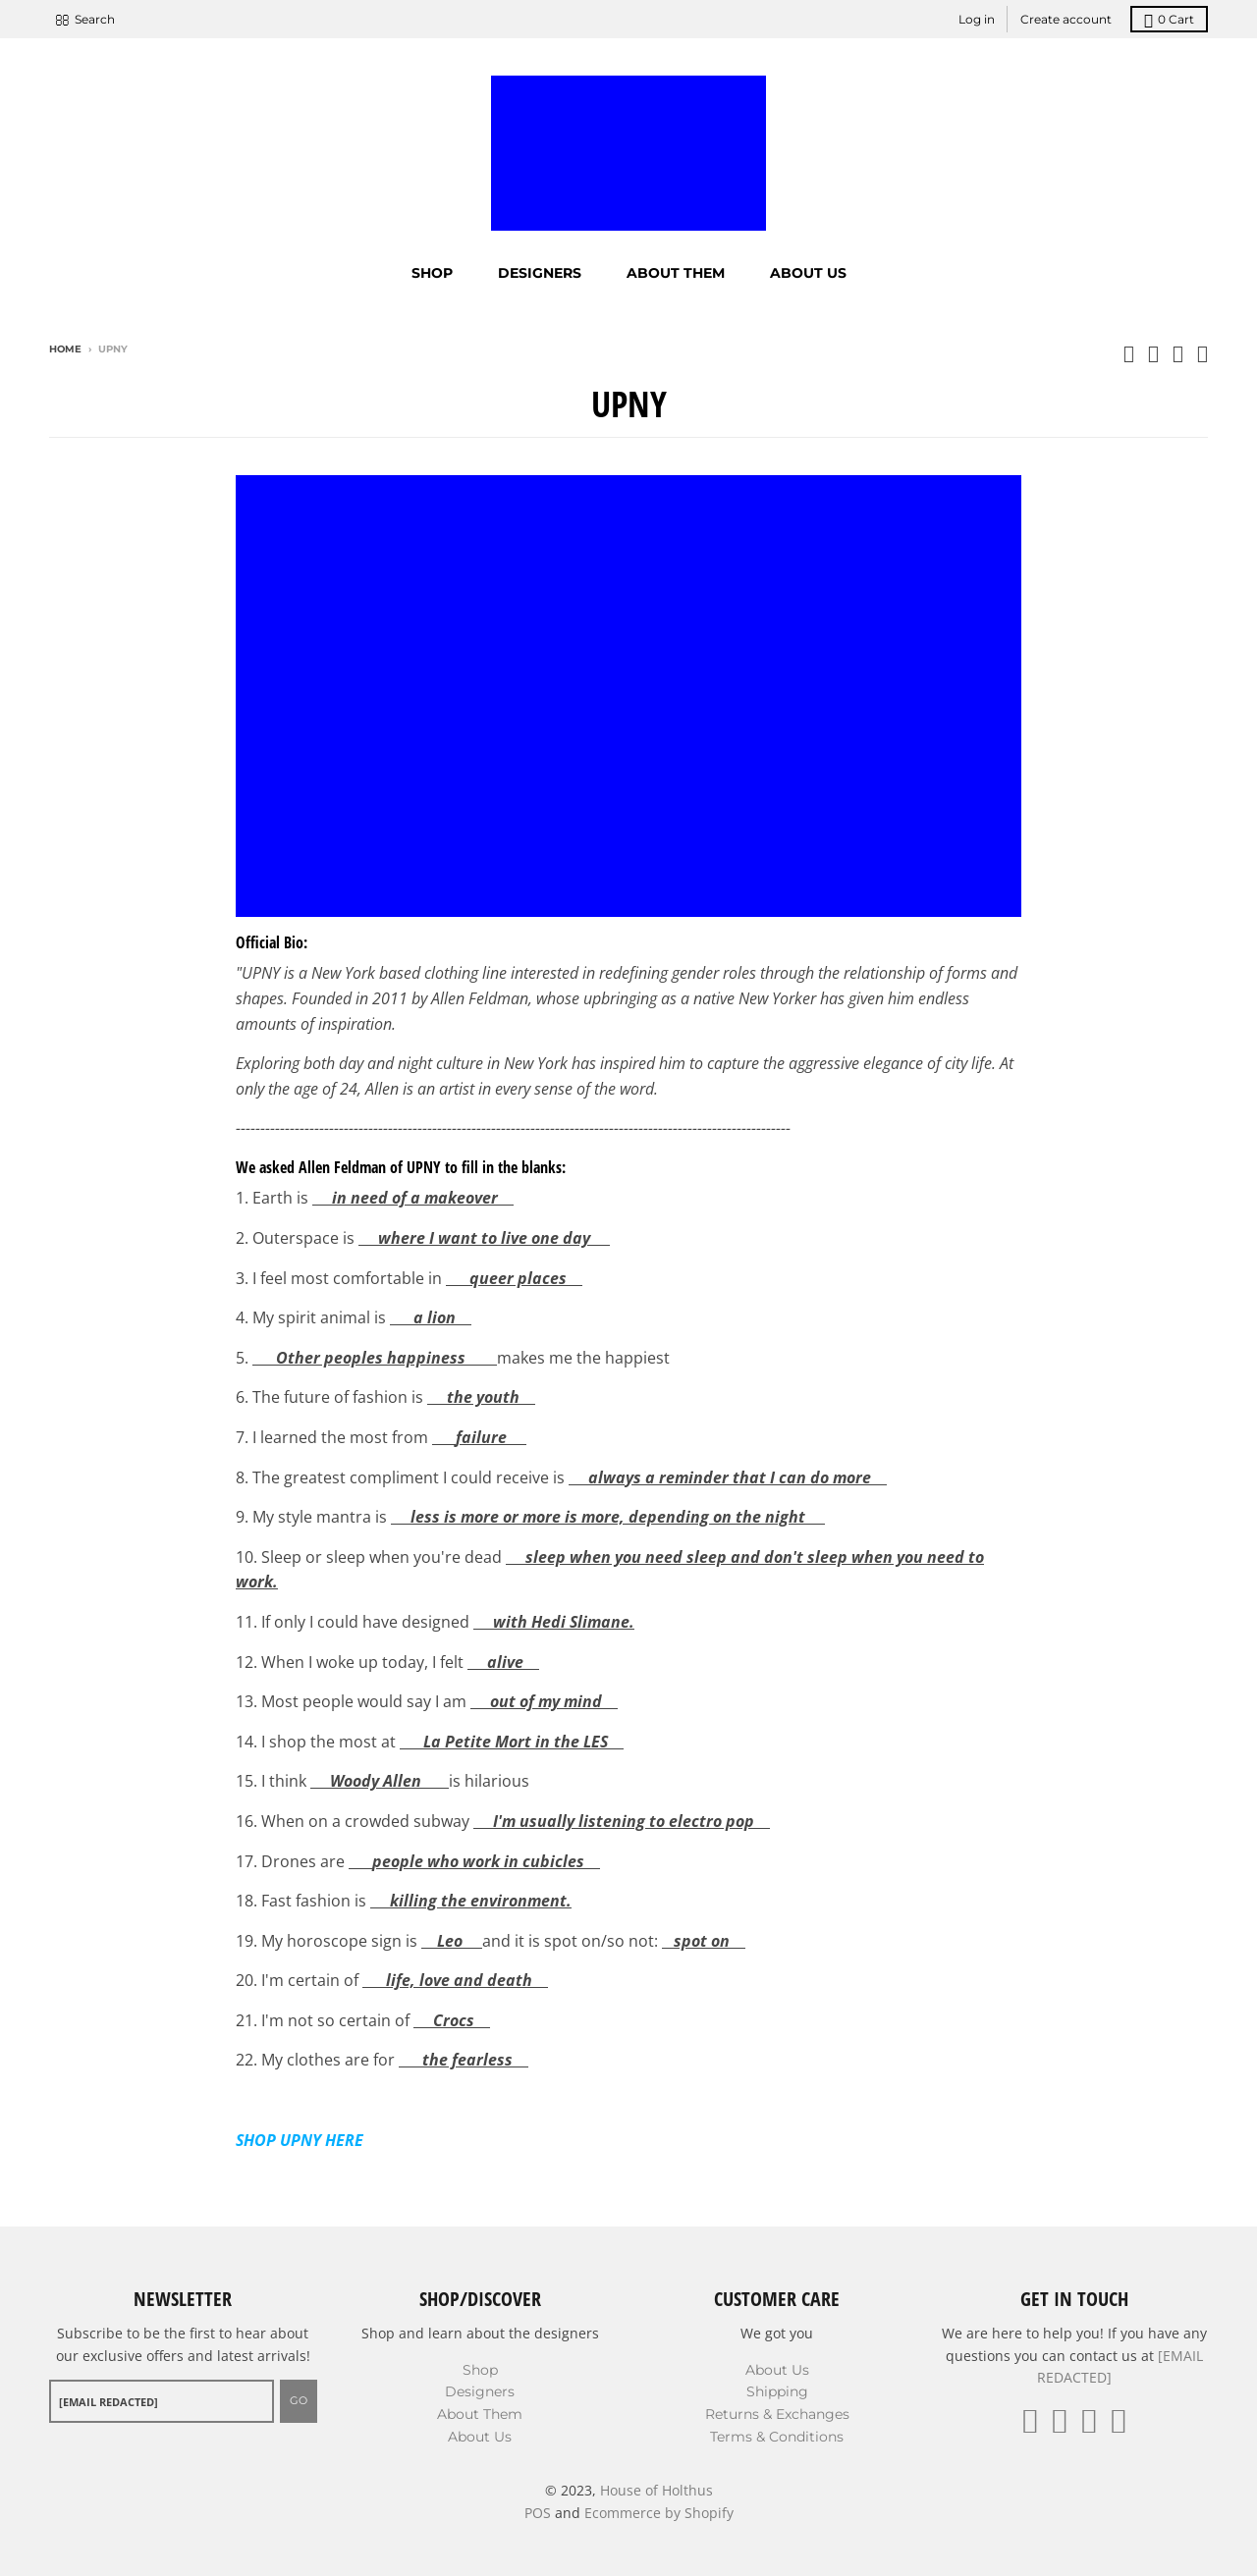 Search
Log in
Create account
0 Cart
SHOP
DESIGNERS
ABOUT THEM
ABOUT US
HOME › UPNY
UPNY
Official Bio:
"UPNY is a New York based clothing line interested in redefining gender roles through the relationship of forms and
shapes. Founded in 2011 by Allen Feldman, whose upbringing as a native New Yorker has given him endless
amounts of inspiration.
Exploring both day and night culture in New York has inspired him to capture the aggressive elegance of city life. At
only the age of 24, Allen is an artist in every sense of the word.
-----------------------------------------------------------------------------------------------------------------
We asked Allen Feldman of UPNY to fill in the blanks:
1. Earth is __in need of a makeover__
2. Outerspace is __where I want to live one day__
3. I feel most comfortable in __queer places__
4. My spirit animal is __a lion__
5. __Other peoples happiness__makes me the happiest
6. The future of fashion is __the youth__
7. I learned the most from __failure__
8. The greatest compliment I could receive is __always a reminder that I can do more__
9. My style mantra is __less is more or more is more, depending on the night__
10. Sleep or sleep when you're dead __sleep when you need sleep and don't sleep when you need to
work.
11. If only I could have designed __with Hedi Slimane.
12. When I woke up today, I felt __alive__
13. Most people would say I am __out of my mind__
14. I shop the most at __La Petite Mort in the LES__
15. I think __Woody Allen__is hilarious
16. When on a crowded subway __I'm usually listening to electro pop__
17. Drones are __people who work in cubicles__
18. Fast fashion is __killing the environment.
19. My horoscope sign is __Leo__and it is spot on/so not: __spot on__
20. I'm certain of __life, love and death__
21. I'm not so certain of __Crocs__
22. My clothes are for __the fearless__
SHOP UPNY HERE
NEWSLETTER
Subscribe to be the first to hear about
our exclusive offers and latest arrivals!
[EMAIL REDACTED]
GO
SHOP/DISCOVER
Shop and learn about the designers
Shop
Designers
About Them
About Us
CUSTOMER CARE
We got you
About Us
Shipping
Returns & Exchanges
Terms & Conditions
GET IN TOUCH
We are here to help you! If you have any
questions you can contact us at [EMAIL
REDACTED]
© 2023, House of Holthus
POS and Ecommerce by Shopify